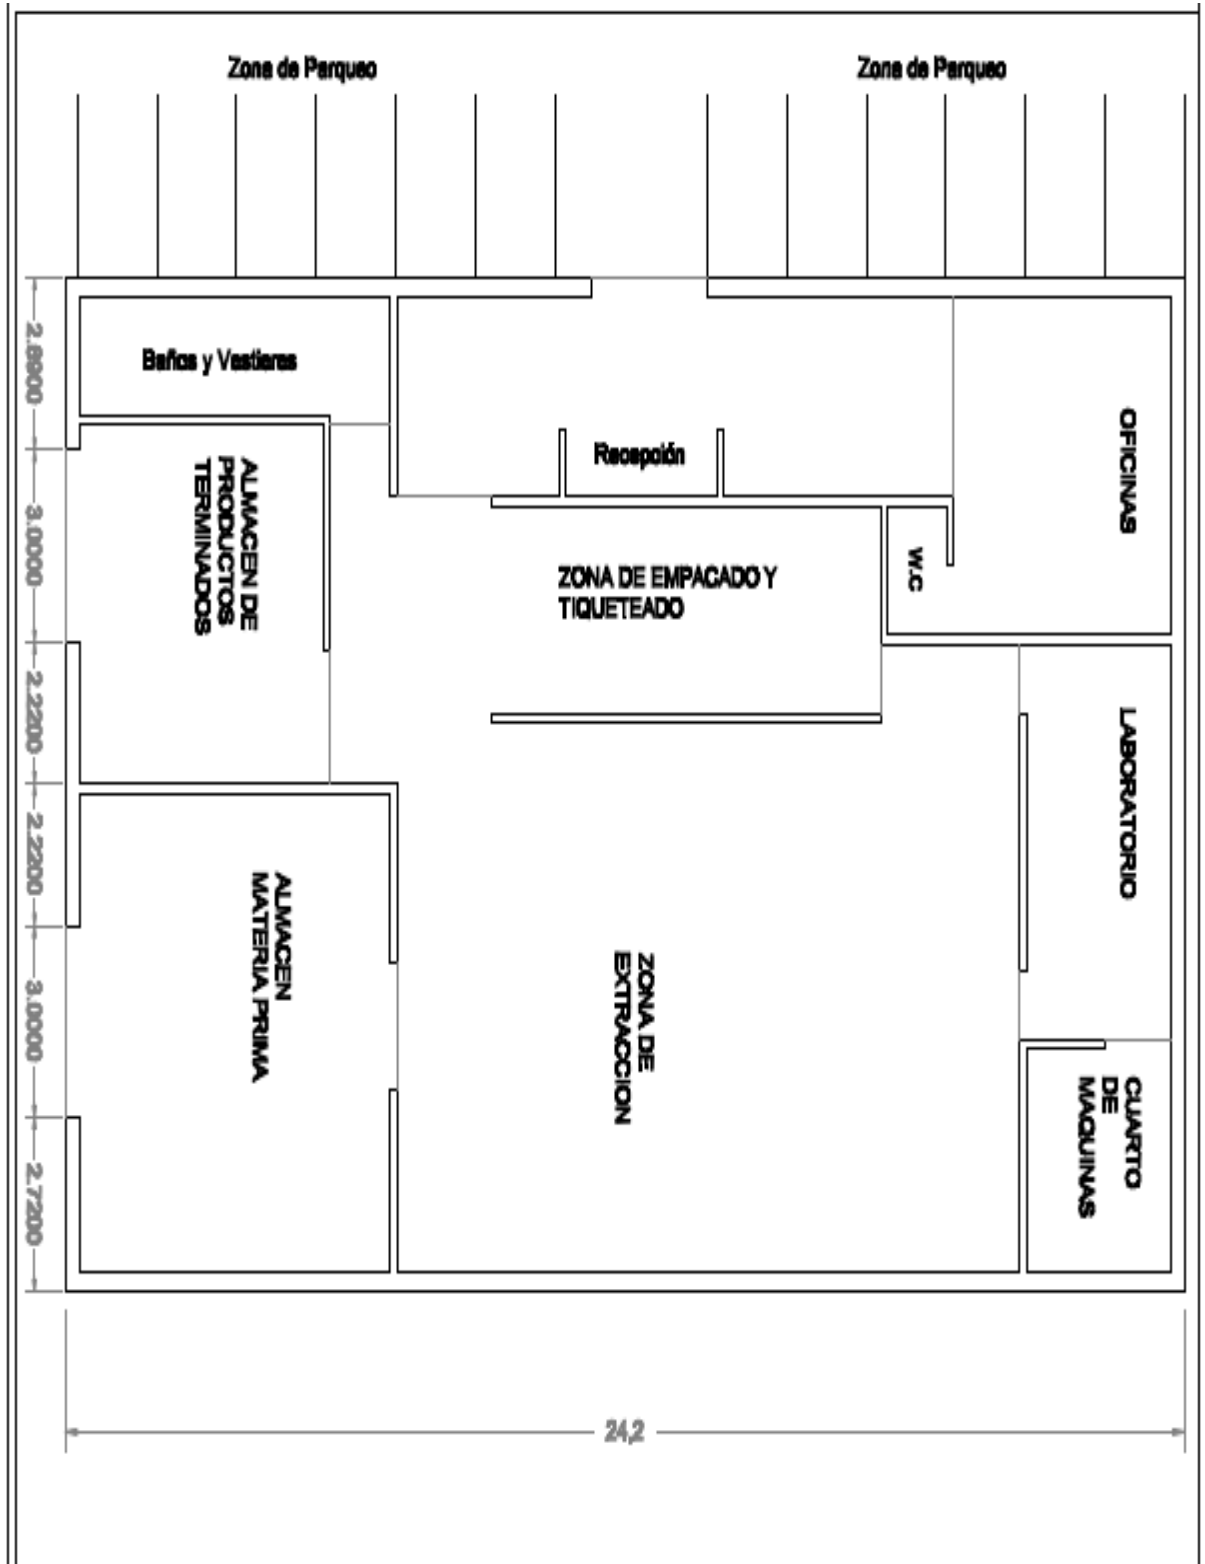 Zona de Parqueo
Zona de Parqueo
Baños y Vestieres
Recepción
OFICINAS
W.C
ALMACEN DE
PRODUCTOS
TERMINADOS
ZONA DE EMPACADO Y
TIQUETEADO
LABORATORIO
ALMACEN
MATERIA PRIMA
ZONA DE
EXTRACCION
CUARTO
DE
MAQUINAS
2.6900
3.0000
2.2200
2.2200
3.0000
2.7200
24,2